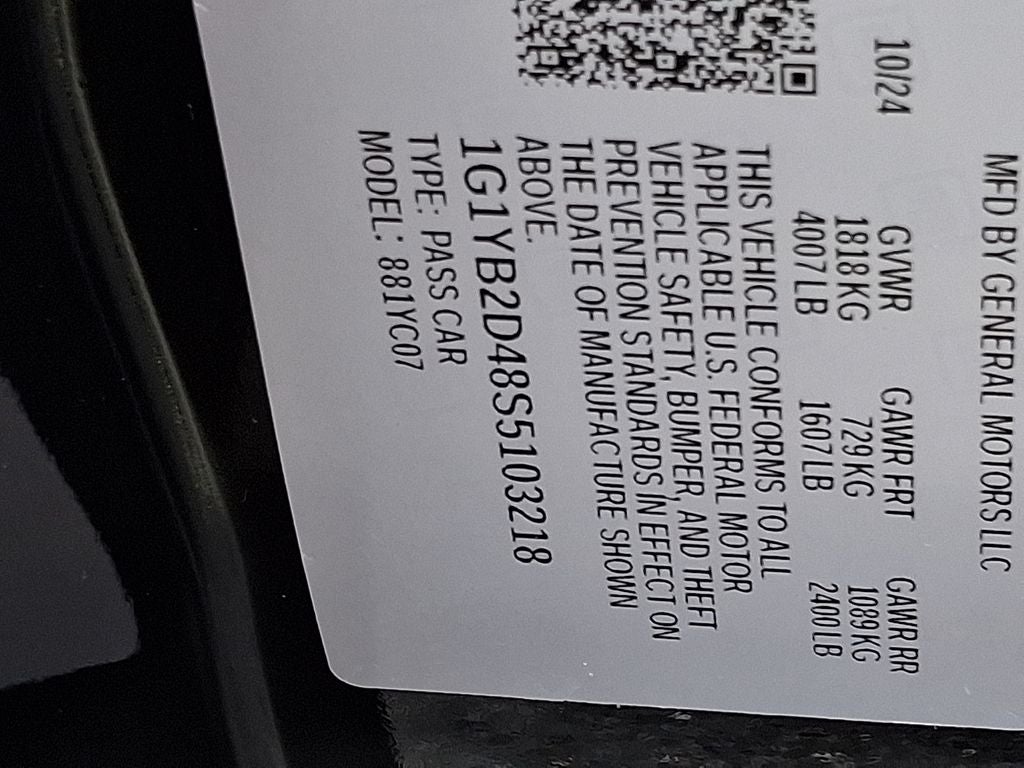 MFD BY GENERAL MOTORS LLC
10/24 GVWR GAWR FRT GAWR RR
1818 KG 729 KG 1089 KG
4007 LB 1607 LB 2400 LB
THIS VEHICLE CONFORMS TO ALL
APPLICABLE U.S. FEDERAL MOTOR
VEHICLE SAFETY, BUMPER, AND THEFT
PREVENTION STANDARDS IN EFFECT ON
THE DATE OF MANUFACTURE SHOWN
ABOVE.
1G1YB2D48S5103218
TYPE: PASS CAR
MODEL: 881YC07